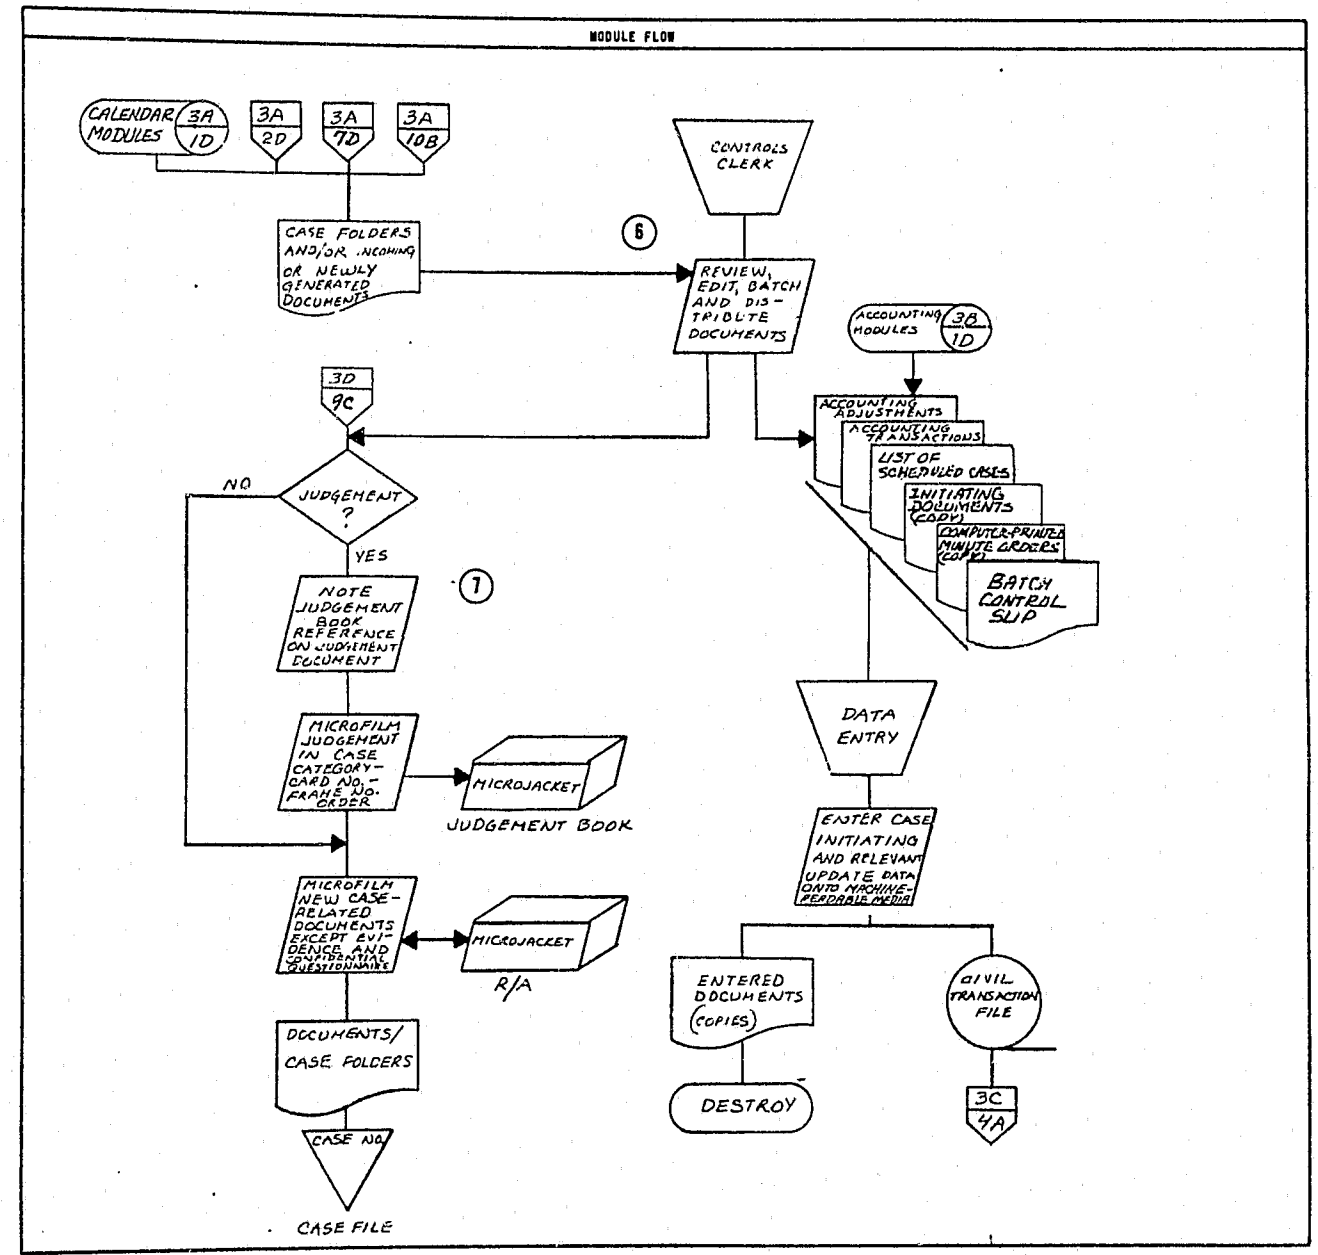 MODULE FLOW
CALENDAR
MODULES
3A
1D
3A
2D
3A
7D
3A
10B
CONTROLS
CLERK
CASE FOLDERS
AND/OR INCOMING
OR NEWLY
GENERATED
DOCUMENTS
6
REVIEW,
EDIT, BATCH
AND DIS-
TRIBUTE
DOCUMENTS
ACCOUNTING
MODULES
3B
1D
3D
9C
ACCOUNTING
ADJUSTMENTS
ACCOUNTING
TRANSACTIONS
LIST OF
SCHEDULED CASES
INITIATING
DOCUMENTS
(COPY)
COMPUTER-PRINTED
MINUTE ORDERS
(COPY)
BATCH
CONTROL
SLIP
NO
JUDGEMENT
?
YES
NOTE
JUDGEMENT
BOOK
REFERENCE
ON JUDGEMENT
DOCUMENT
7
MICROFILM
JUDGEMENT
IN CASE
CATEGORY-
CARD NO.-
FRAME NO.
ORDER
MICROJACKET
JUDGEMENT BOOK
DATA
ENTRY
ENTER CASE
INITIATING
AND RELEVANT
UPDATE DATA
ONTO MACHINE-
READABLE MEDIA
MICROFILM
NEW CASE-
RELATED
DOCUMENTS
EXCEPT EVI-
DENCE AND
CONFIDENTIAL
QUESTIONNAIRE
MICROJACKET
R/A
ENTERED
DOCUMENTS
(COPIES)
CIVIL
TRANSACTION
FILE
DOCUMENTS/
CASE FOLDERS
DESTROY
3C
4A
CASE NO.
CASE FILE